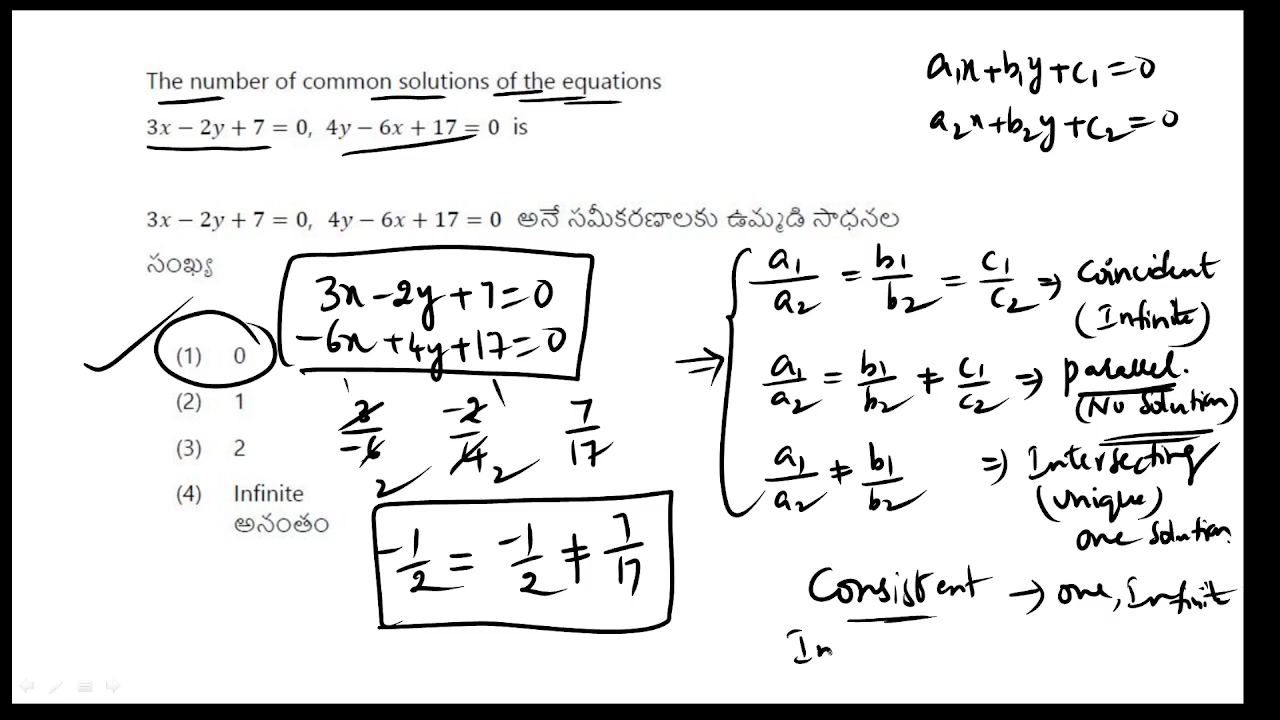 The number of common solutions of the equations
3x − 2y + 7 = 0, 4y − 6x + 17 = 0 is
3x − 2y + 7 = 0, 4y − 6x + 17 = 0 అనే సమీకరణాలకు ఉమ్మడి సాధనల
సంఖ్య
(1) 0
(2) 1
(3) 2
(4) Infinite
అనంతం
3x − 2y + 7 = 0
−6x + 4y + 17 = 0
3/−6 −2/4 7/17
1 1
2 2
−1/2 = −1/2 ≠ 7/17
a₁x + b₁y + c₁ = 0
a₂x + b₂y + c₂ = 0
a₁/a₂ = b₁/b₂ = c₁/c₂ ⇒ Coincident
(Infinite)
a₁/a₂ = b₁/b₂ ≠ c₁/c₂ ⇒ parallel.
(No solution)
a₁/a₂ ≠ b₁/b₂ ⇒ Intersecting
(unique)
one solution.
Consistent → one, Infinit
In